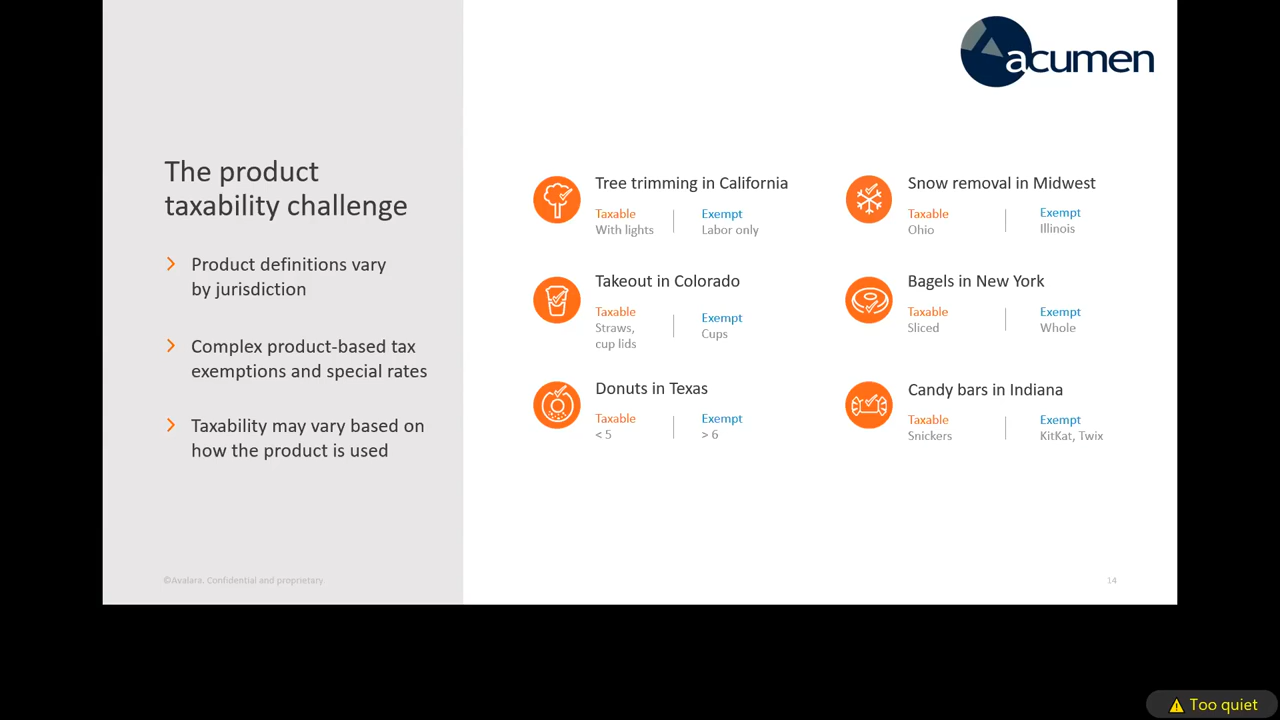 acumen
The product
taxability challenge
Product definitions vary
by jurisdiction
Complex product-based tax
exemptions and special rates
Taxability may vary based on
how the product is used
Tree trimming in California
Taxable
With lights
Exempt
Labor only
Snow removal in Midwest
Taxable
Ohio
Exempt
Illinois
Takeout in Colorado
Taxable
Straws,
cup lids
Exempt
Cups
Bagels in New York
Taxable
Sliced
Exempt
Whole
Donuts in Texas
Taxable
< 5
Exempt
> 6
Candy bars in Indiana
Taxable
Snickers
Exempt
KitKat, Twix
©Avalara. Confidential and proprietary.
14
Too quiet